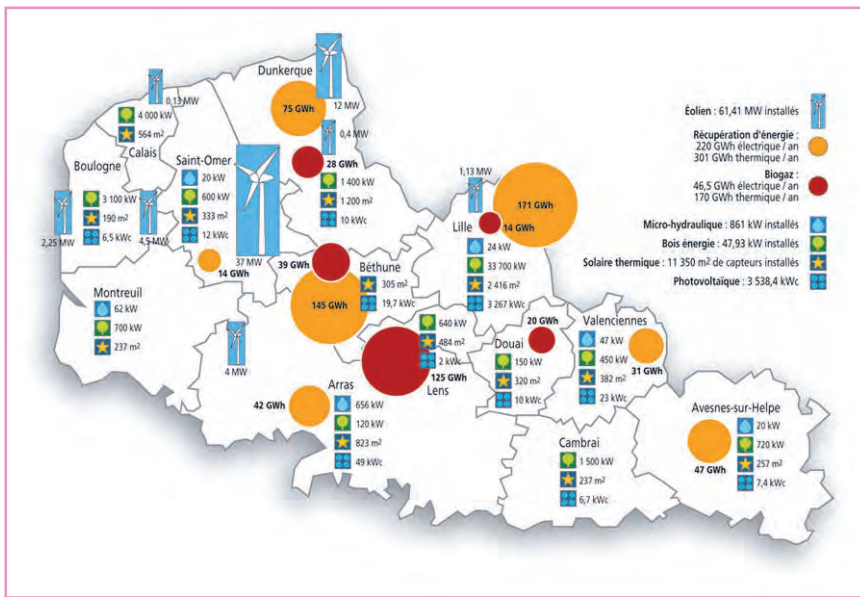 Dunkerque
75 GWh
12 MW
0,4 MW
28 GWh
1 400 kW
1 200 m²
10 kWc
0,13 MW
4 000 kW
564 m²
Calais
Boulogne
3 100 kW
190 m²
6,5 kWc
2,25 MW
4,5 MW
Saint-Omer
20 kW
600 kW
333 m²
12 kWc
14 GWh
37 MW
Montreuil
62 kW
700 kW
237 m²
4 MW
39 GWh
Béthune
145 GWh
305 m²
19,7 kWc
1,13 MW
171 GWh
Lille
14 GWh
24 kW
33 700 kW
2 416 m²
3 267 kWc
640 kW
484 m²
2 kWc
125 GWh
Lens
20 GWh
Douai
150 kW
320 m²
10 kWc
Valenciennes
47 kW
450 kW
382 m²
23 kWc
31 GWh
Arras
42 GWh
656 kW
120 kW
823 m²
49 kWc
Cambrai
1 500 kW
237 m²
6,7 kWc
Avesnes-sur-Helpe
20 kW
720 kW
257 m²
7,4 kWc
47 GWh
Éolien : 61,41 MW installés
Récupération d'énergie :
220 GWh électrique / an
301 GWh thermique / an
Biogaz :
46,5 GWh électrique / an
170 GWh thermique / an
Micro-hydraulique : 861 kW installés
Bois énergie : 47,93 kW installés
Solaire thermique : 11 350 m² de capteurs installés
Photovoltaïque : 3 538,4 kWc